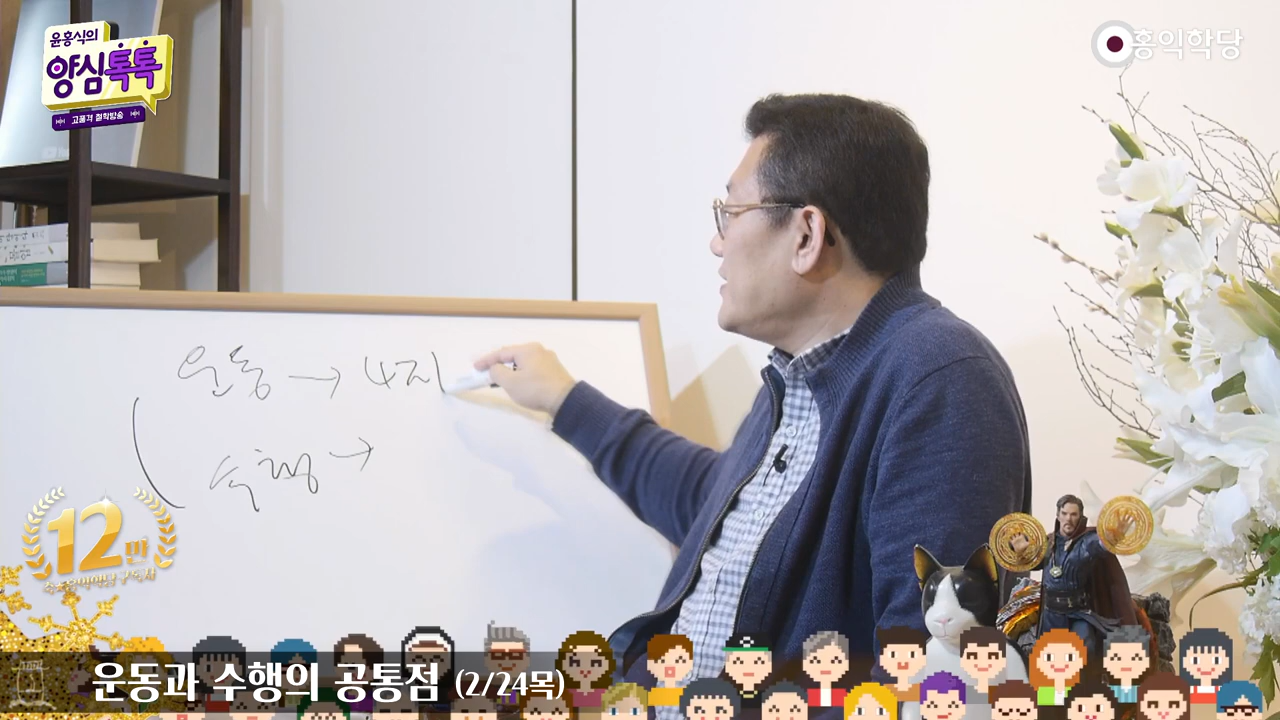 윤홍식의
양심톡톡
고품격 철학방송
홍익학당
운동 → 4지
수행 →
12만
운동과 수행의 공통점 (2/24목)